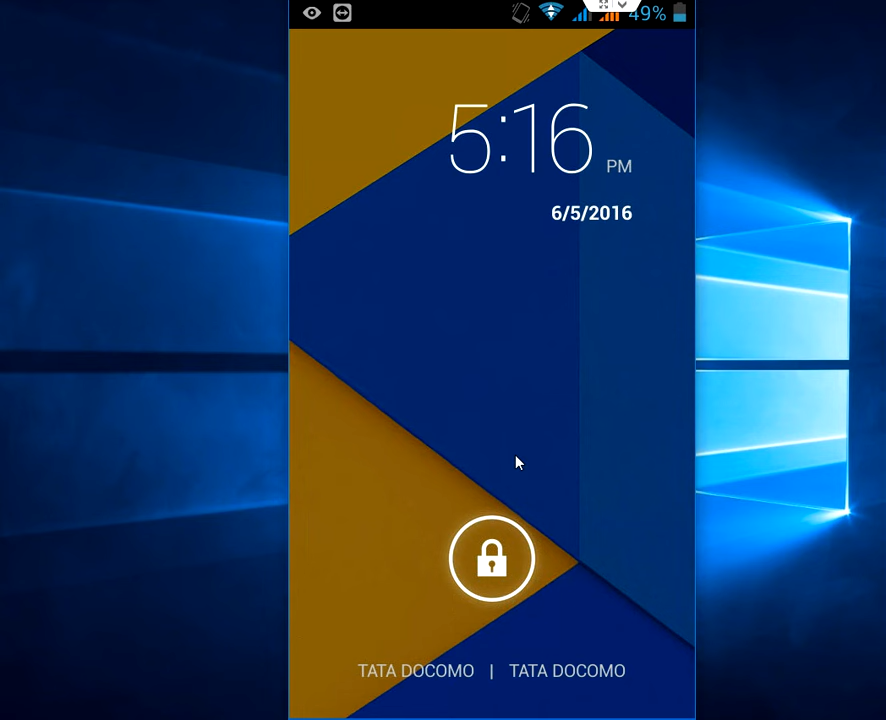 49%
5:16 PM
6/5/2016
TATA DOCOMO | TATA DOCOMO